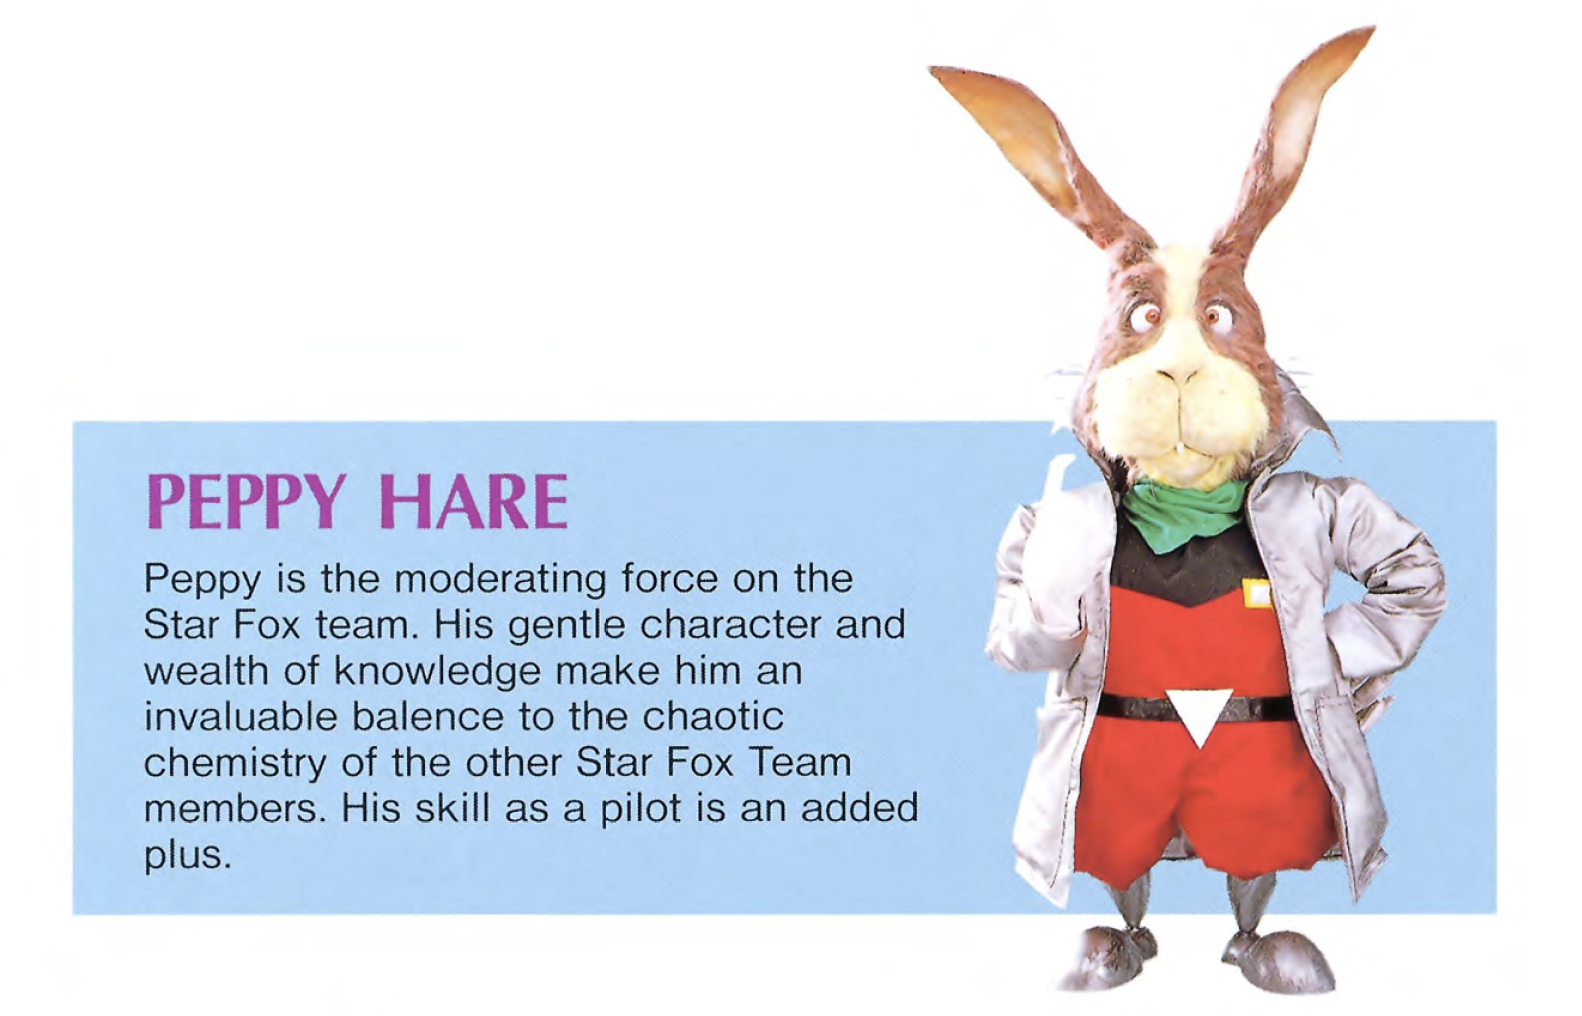 PEPPY HARE
Peppy is the moderating force on the
Star Fox team. His gentle character and
wealth of knowledge make him an
invaluable balence to the chaotic
chemistry of the other Star Fox Team
members. His skill as a pilot is an added
plus.